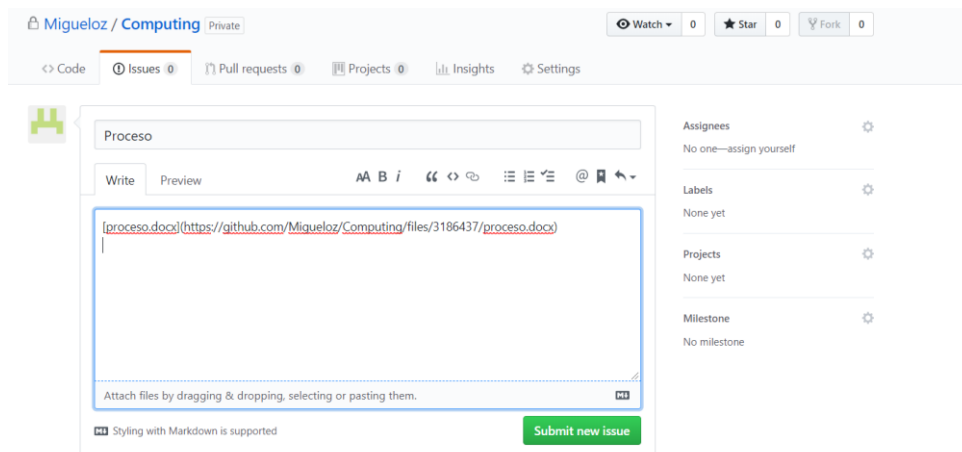 Migueloz / Computing Private
Watch 0 Star 0 Fork 0
Code Issues 0 Pull requests 0 Projects 0 Insights Settings
Proceso
Write Preview AA B i @
[proceso.docx](https://github.com/Migueloz/Computing/files/3186437/proceso.docx)
Attach files by dragging & dropping, selecting or pasting them.
Styling with Markdown is supported
Submit new issue
Assignees
No one—assign yourself
Labels
None yet
Projects
None yet
Milestone
No milestone